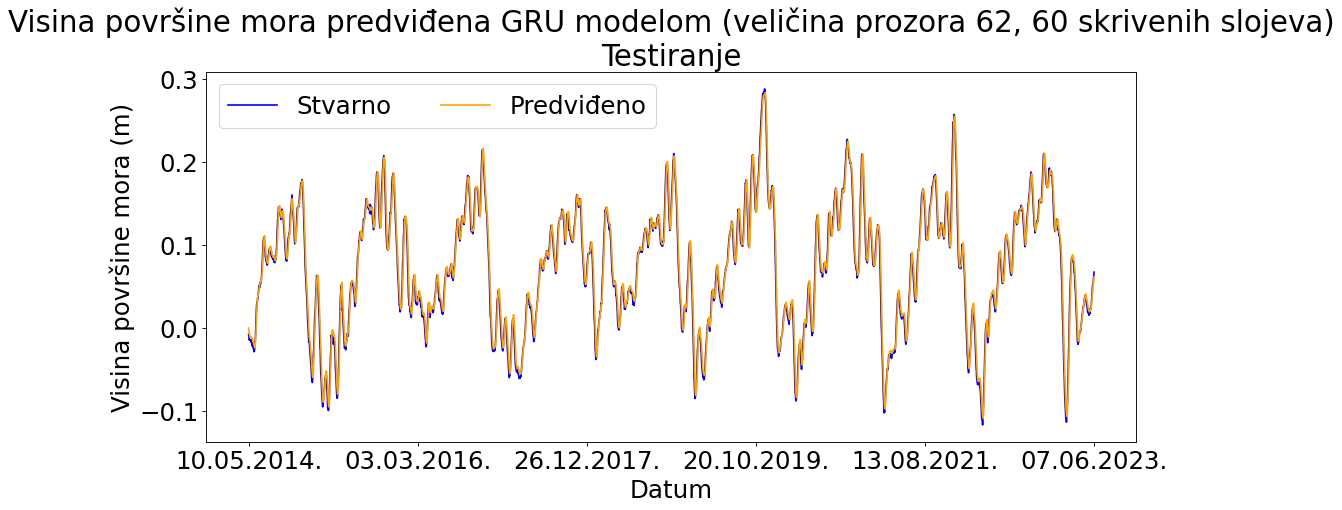 Visina površine mora predviđena GRU modelom (veličina prozora 62, 60 skrivenih slojeva)
Testiranje
Stvarno
Predviđeno
Visina površine mora (m)
0.3
0.2
0.1
0.0
−0.1
10.05.2014.
03.03.2016.
26.12.2017.
20.10.2019.
13.08.2021.
07.06.2023.
Datum